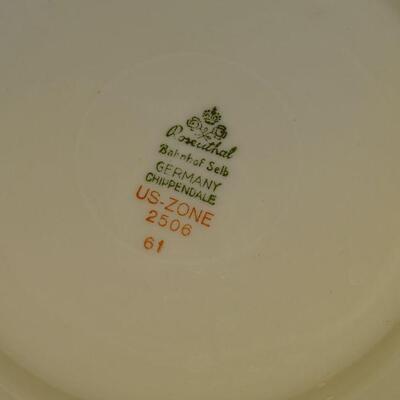 Rosenthal
Bahnhof Selb
GERMANY
CHIPPENDALE
US-ZONE
2506
61